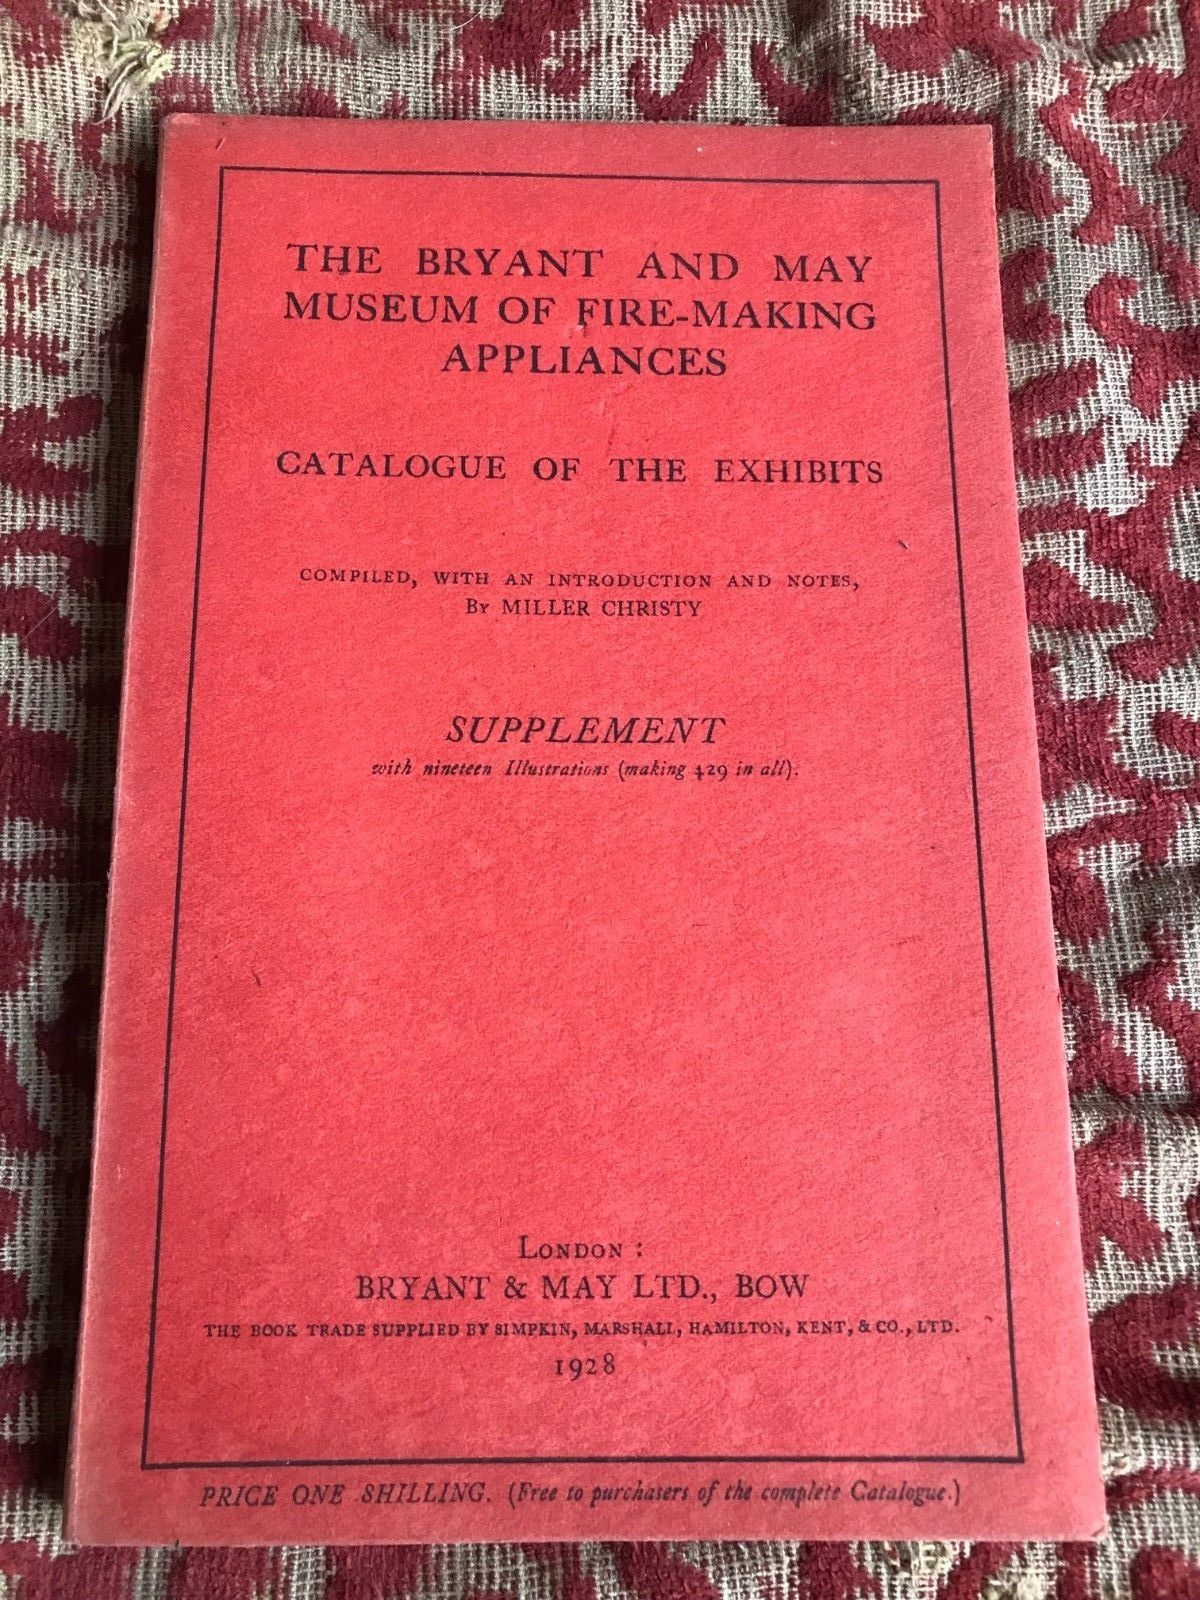 THE BRYANT AND MAY
MUSEUM OF FIRE-MAKING
APPLIANCES
CATALOGUE OF THE EXHIBITS
COMPILED, WITH AN INTRODUCTION AND NOTES,
BY MILLER CHRISTY
SUPPLEMENT
with nineteen Illustrations (making 429 in all).
LONDON :
BRYANT & MAY LTD., BOW
THE BOOK TRADE SUPPLIED BY SIMPKIN, MARSHALL, HAMILTON, KENT, & CO., LTD.
1928
PRICE ONE SHILLING. (Free to purchasers of the complete Catalogue.)